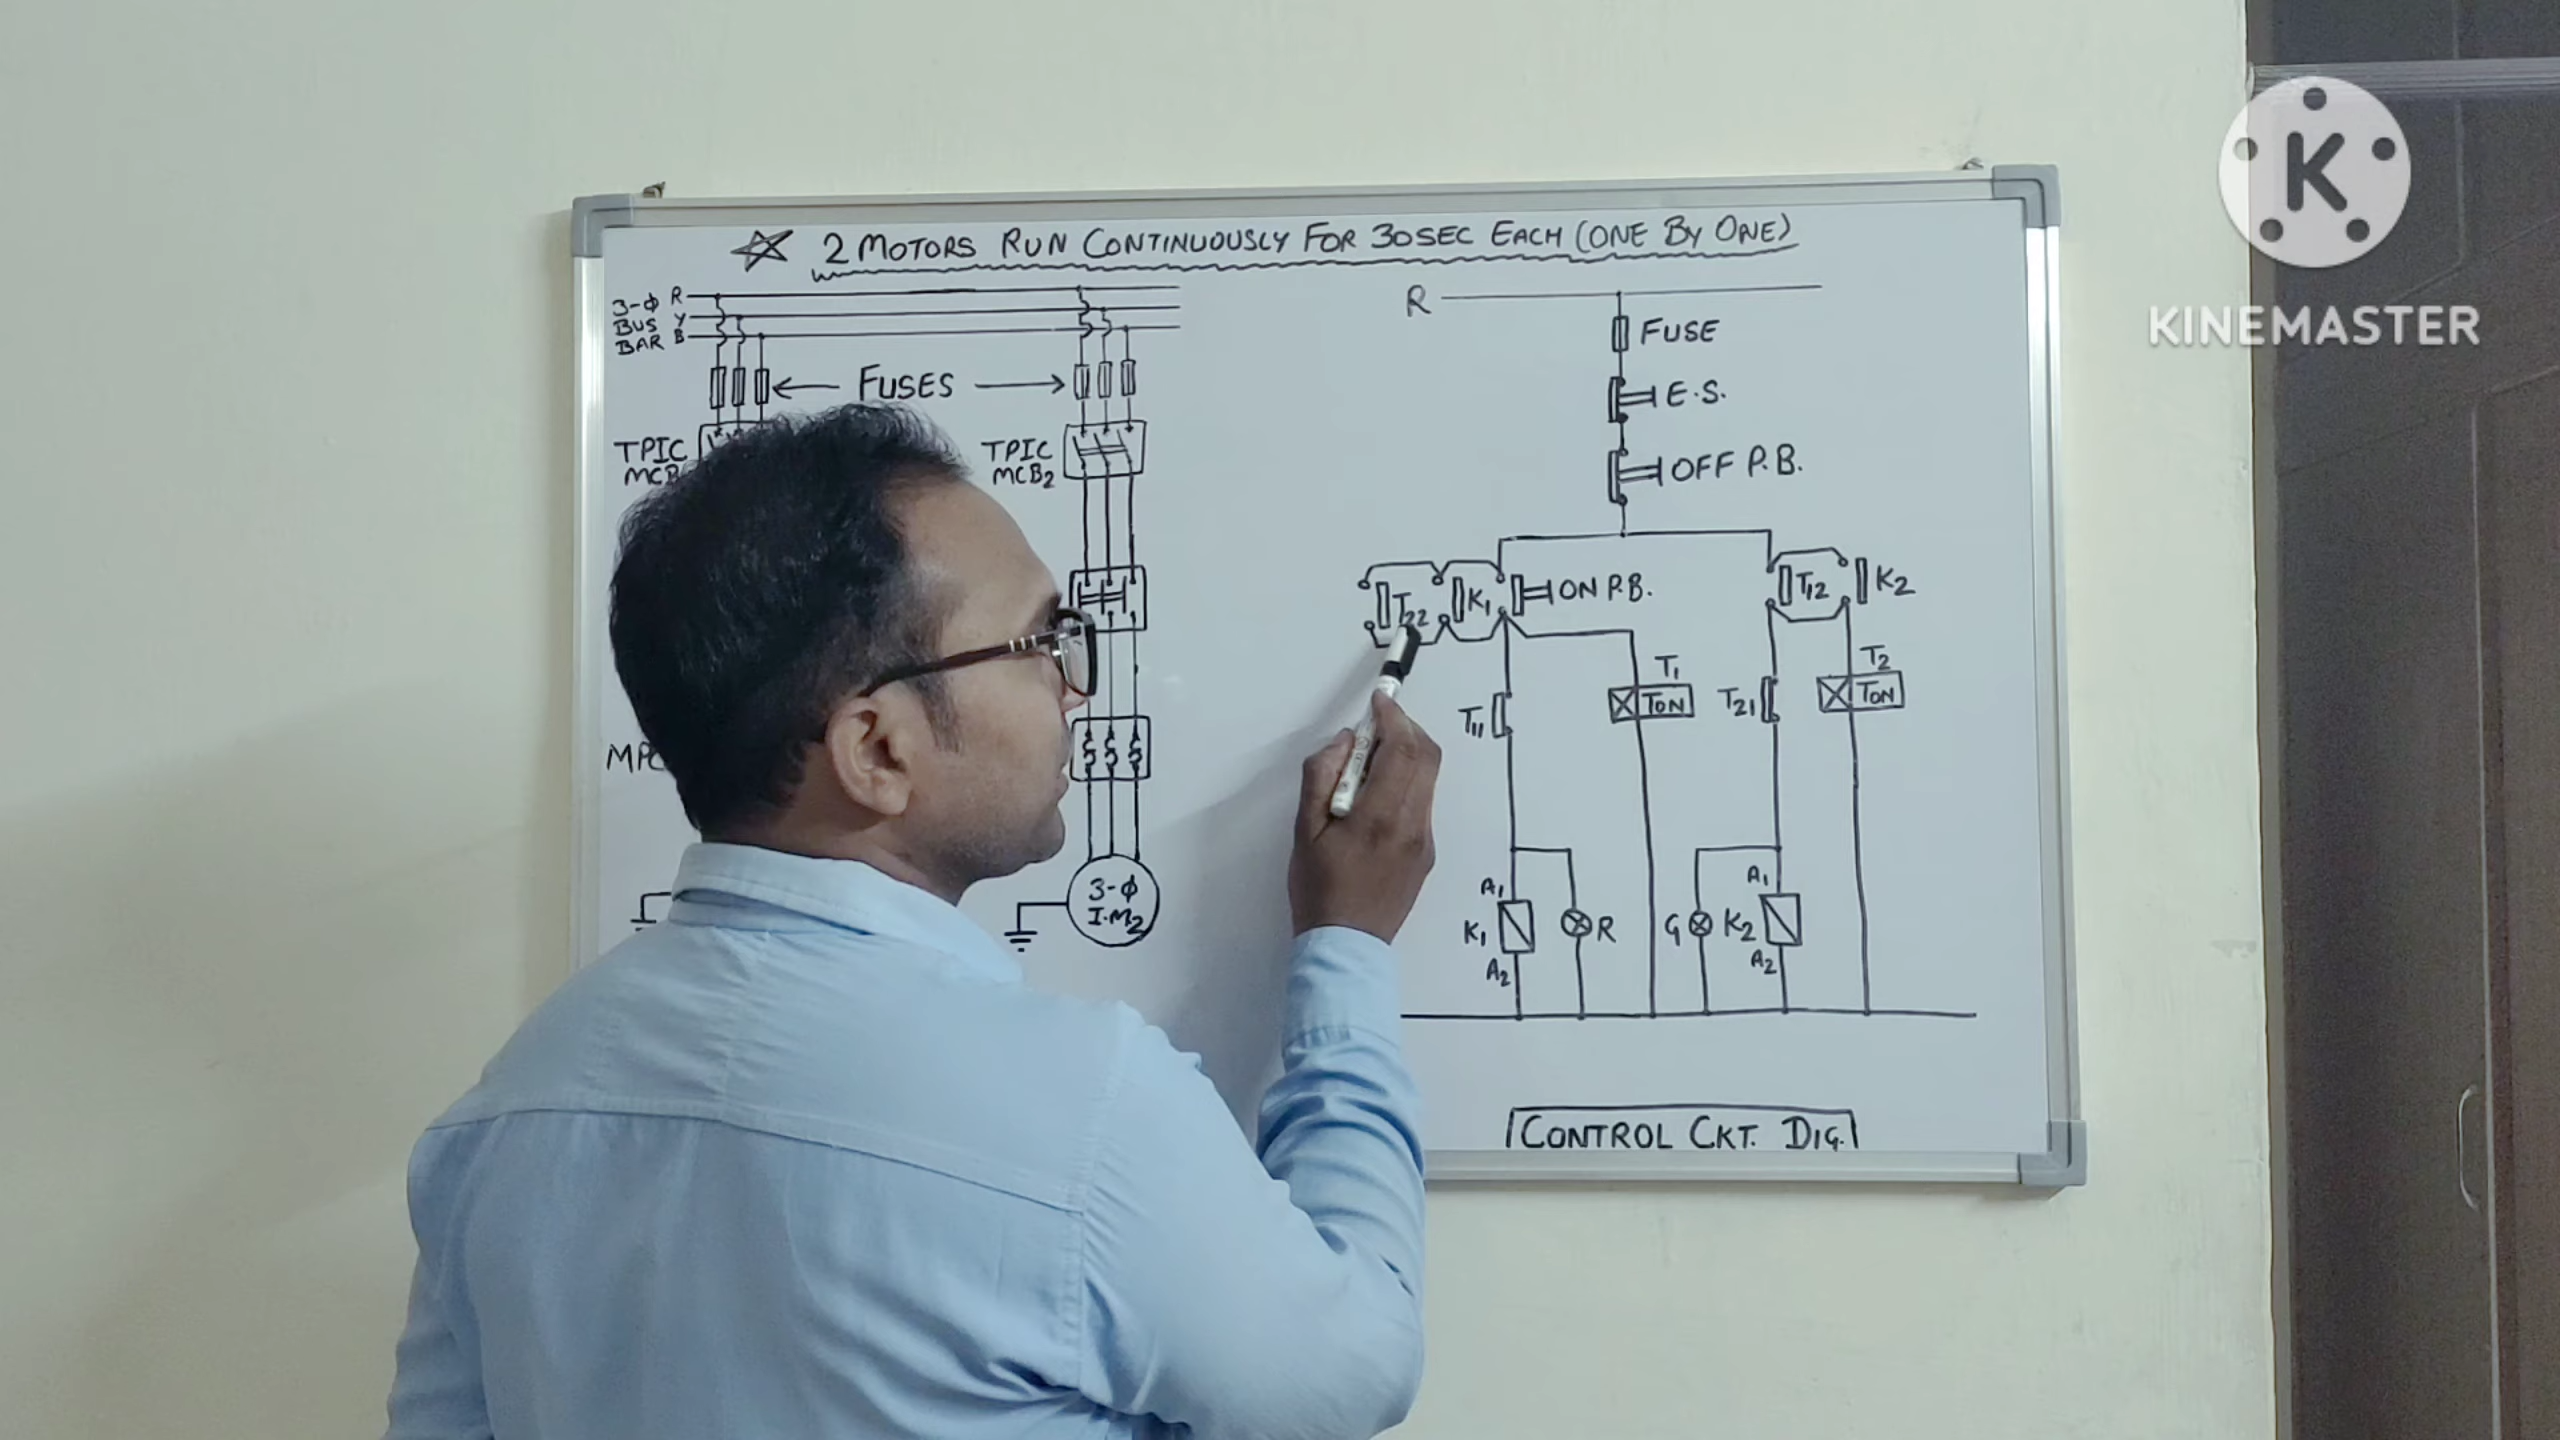 2 MOTORS RUN CONTINUOUSLY FOR 30SEC EACH (ONE BY ONE)
3-Φ R
BUS Y
BAR B
FUSES
TPIC
MCB
TPIC
MCB2
3-Φ
I.M2
R
FUSE
E.S.
OFF P.B.
T22 K1 ON P.B.
T12 K2
T11
T1
TON
T21
T2
TON
A1
K1
A2
R
G
A1
K2
A2
CONTROL CKT. DIG.
K
KINEMASTER